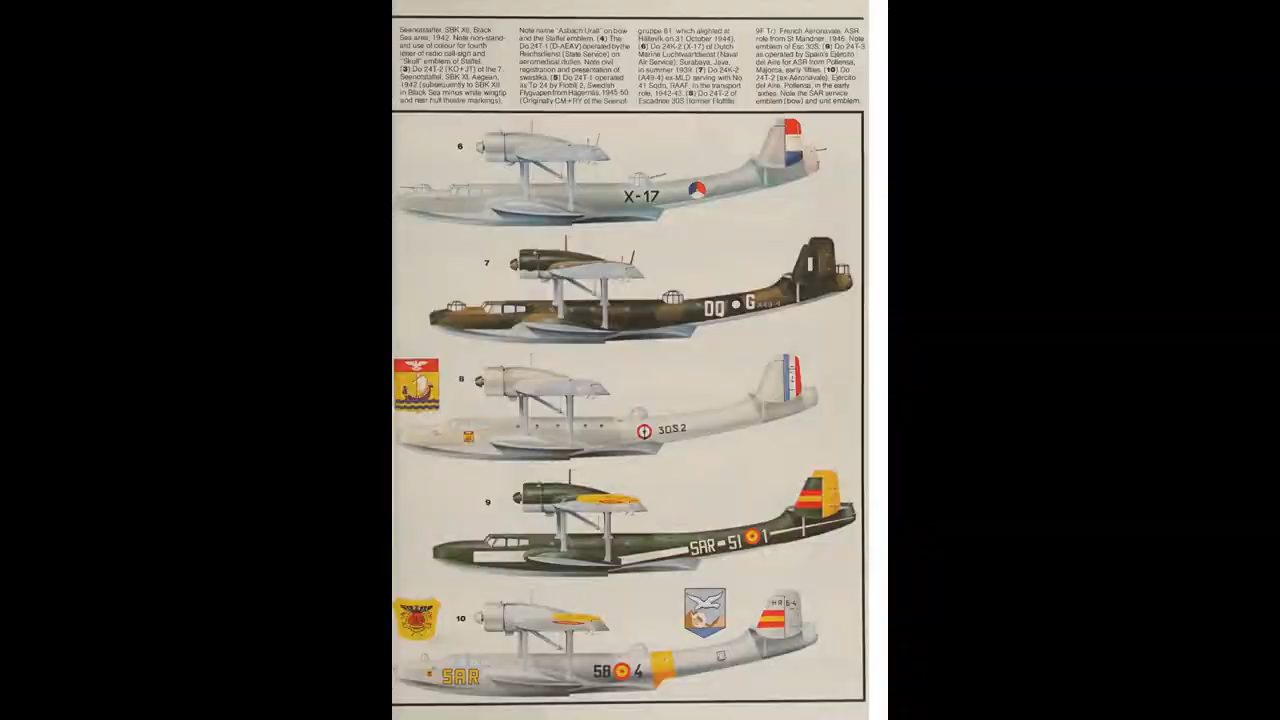 Seenotstaffel, SBK XII, Black
Sea area, 1942. Note non-stand-
ard use of colour for fourth
letter of radio call-sign and
"Skull" emblem of Staffel.
(3) Do 24T-2 (KO+JT) of the 7.
Seenotstaffel, SBK XI, Aegean,
1942 (subsequently to SBK XII
in Black Sea minus white wingtip
and rear hull theatre markings).
Note name "Asbach Urall" on bow
and the Staffel emblem. (4) The
Do 24T-1 (D-AEAV) operated by the
Reichsdienst (State Service) on
aeromedical duties. Note civil
registration and presentation of
swastika. (5) Do 24T-1 operated
as Tp 24 by Flottilj 2, Swedish
Flygvapen from Hägernäs, 1945-50
(Originally CM+RY of the Seenot-
gruppe 81 which alighted at
Hällevik on 31 October 1944).
(6) Do 24K-2 (X-17) of Dutch
Marine Luchtvaartdienst (Naval
Air Service), Surabaya, Java,
in summer 1939. (7) Do 24K-2
(A49-4) ex-MLD serving with No
41 Sqdn, RAAF, in the transport
role, 1942-43. (8) Do 24T-2 of
Escadrille 30S (former Flottille
9F Tr) French Aéronavale, ASR
role from St Mandrier, 1946. Note
emblem of Esc 30S. (9) Do 24T-3
as operated by Spain's Ejército
del Aire for ASR from Pollensa,
Majorca, early 'fifties. (10) Do
24T-2 (ex-Aéronavale), Ejército
del Aire, Pollensa, in the early
'sixties. Note the SAR service
emblem (bow) and unit emblem.
6
X-17
7
DQ G A49-4
8
30.S.2
9
SAR-51 1
10
HR 5-4
58 4
SAR